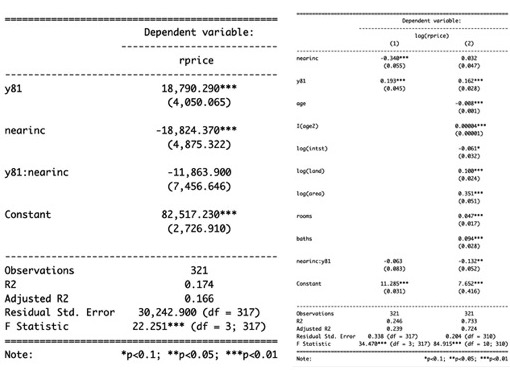 Dependent variable:
rprice
y81 18,790.290***
(4,050.065)
nearinc -18,824.370***
(4,875.322)
y81:nearinc -11,863.900
(7,456.646)
Constant 82,517.230***
(2,726.910)
Observations 321
R2 0.174
Adjusted R2 0.166
Residual Std. Error 30,242.900 (df = 317)
F Statistic 22.251*** (df = 3; 317)
Note: *p<0.1; **p<0.05; ***p<0.01
Dependent variable:
log(rprice)
(1) (2)
nearinc -0.340*** 0.032
(0.055) (0.047)
y81 0.193*** 0.162***
(0.045) (0.028)
age -0.008***
(0.001)
I(age2) 0.00004***
(0.00001)
log(intst) -0.061*
(0.032)
log(land) 0.100***
(0.024)
log(area) 0.351***
(0.051)
rooms 0.047***
(0.017)
baths 0.094***
(0.028)
nearinc:y81 -0.063 -0.132**
(0.083) (0.052)
Constant 11.285*** 7.652***
(0.031) (0.416)
Observations 321 321
R2 0.246 0.733
Adjusted R2 0.239 0.724
Residual Std. Error 0.338 (df = 317) 0.204 (df = 310)
F Statistic 34.470*** (df = 3; 317) 84.915*** (df = 10; 310)
Note: *p<0.1; **p<0.05; ***p<0.01